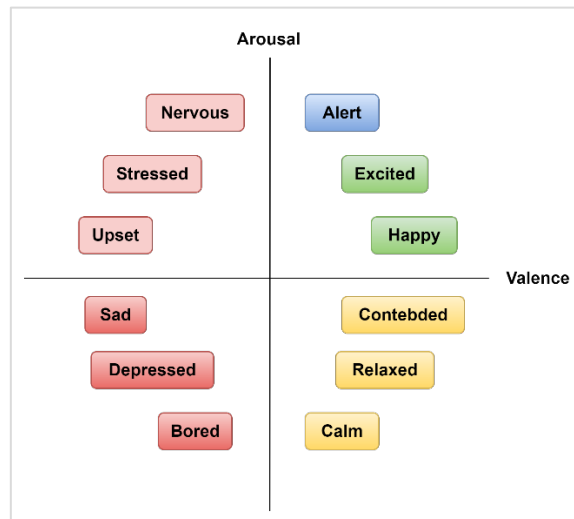 Arousal
Nervous
Alert
Stressed
Excited
Upset
Happy
Valence
Sad
Contebded
Depressed
Relaxed
Bored
Calm